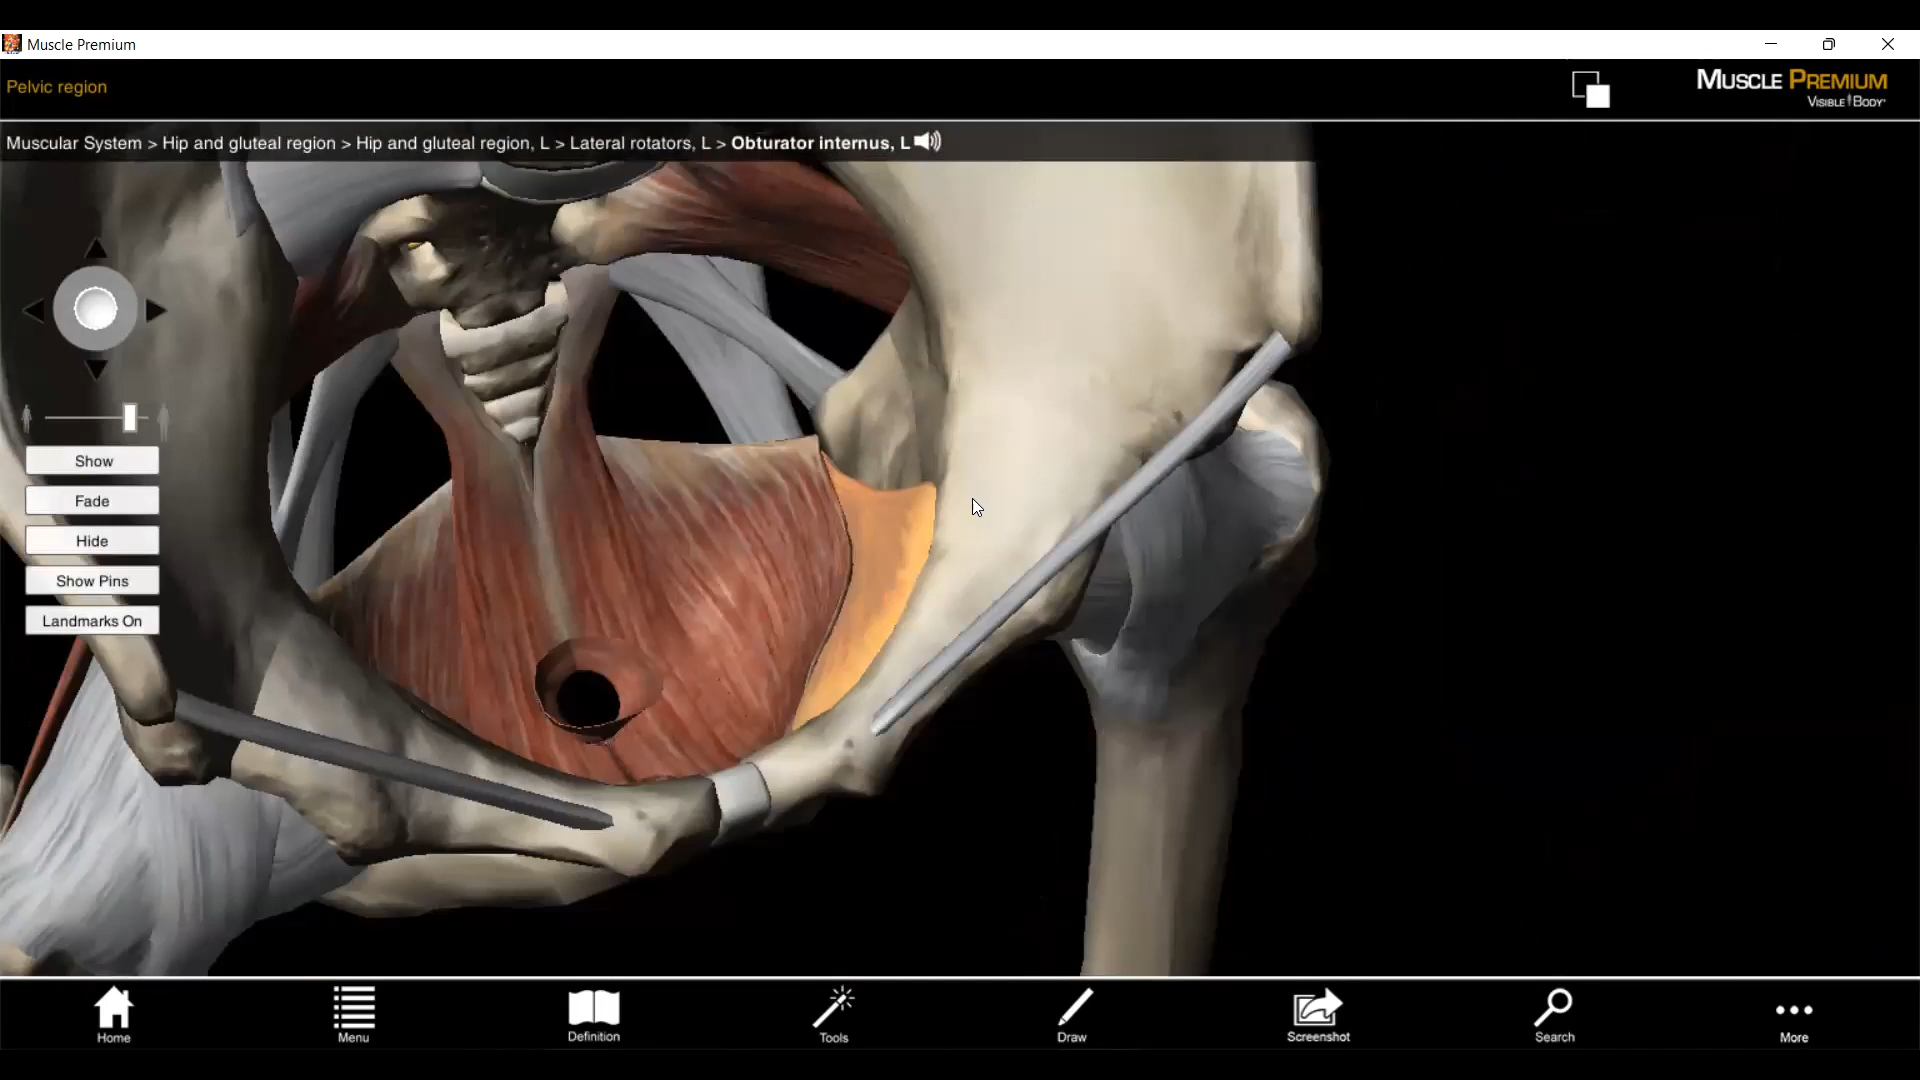 Muscle Premium
Pelvic region
MUSCLE PREMIUM
VISIBLE BODY
Muscular System > Hip and gluteal region > Hip and gluteal region, L > Lateral rotators, L > Obturator internus, L
Show
Fade
Hide
Show Pins
Landmarks On
Home
Menu
Definition
Tools
Draw
Screenshot
Search
More